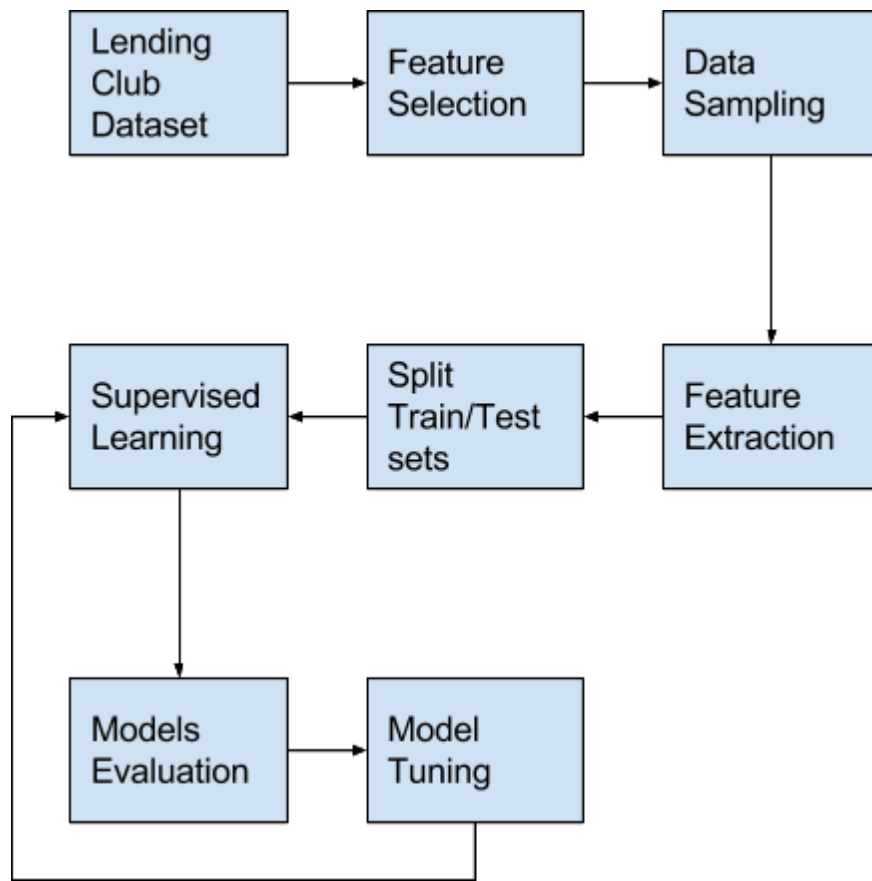 Lending
Club
Dataset
Feature
Selection
Data
Sampling
Supervised
Learning
Split
Train/Test
sets
Feature
Extraction
Models
Evaluation
Model
Tuning